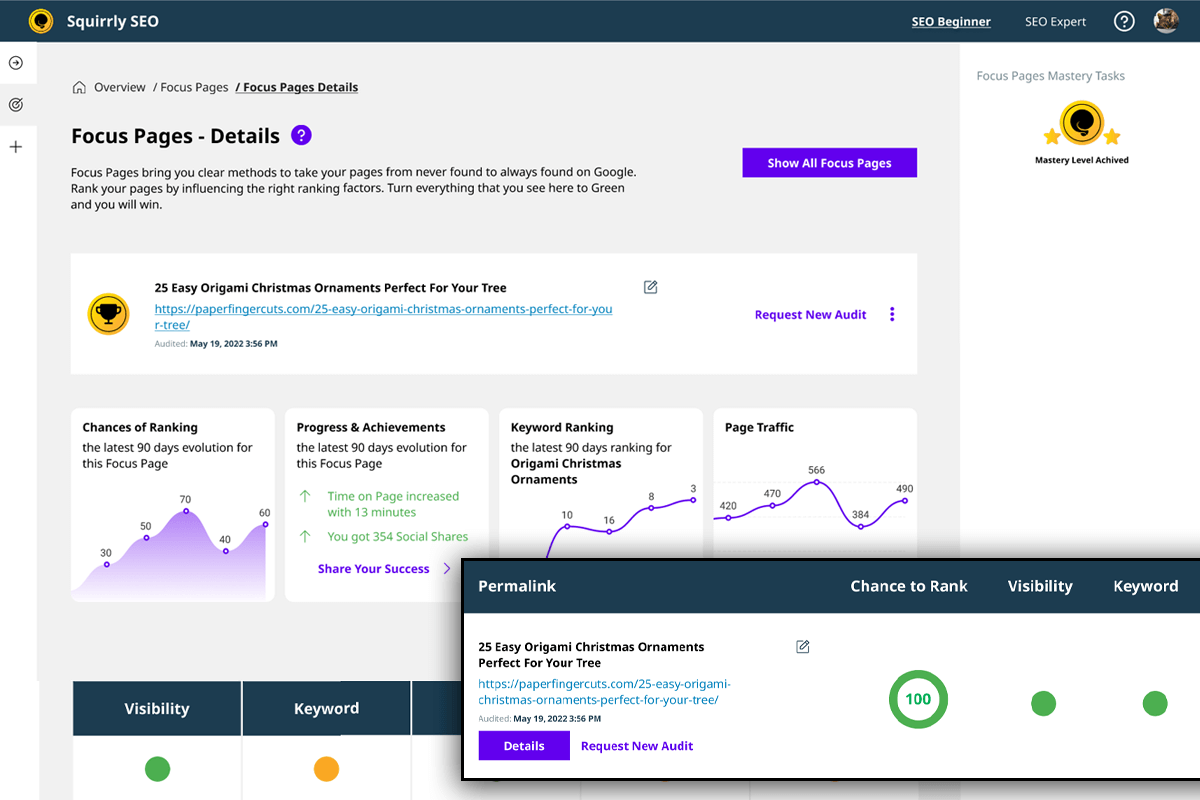 Squirrly SEO
SEO Beginner
SEO Expert
?
Overview / Focus Pages / Focus Pages Details
Focus Pages Mastery Tasks
Mastery Level Achived
Focus Pages - Details ?
Show All Focus Pages
Focus Pages bring you clear methods to take your pages from never found to always found on Google.
Rank your pages by influencing the right ranking factors. Turn everything that you see here to Green
and you will win.
25 Easy Origami Christmas Ornaments Perfect For Your Tree
https://paperfingercuts.com/25-easy-origami-christmas-ornaments-perfect-for-you
r-tree/
Audited: May 19, 2022 3:56 PM
Request New Audit
Chances of Ranking
the latest 90 days evolution for
this Focus Page
30
50
70
40
60
Progress & Achievements
the latest 90 days evolution for
this Focus Page
Time on Page increased
with 13 minutes
You got 354 Social Shares
Share Your Success
Keyword Ranking
the latest 90 days ranking for
Origami Christmas
Ornaments
10
16
8
3
Page Traffic
420
470
566
384
490
Visibility
Keyword
Permalink
Chance to Rank
Visibility
Keyword
25 Easy Origami Christmas Ornaments
Perfect For Your Tree
https://paperfingercuts.com/25-easy-origami-
christmas-ornaments-perfect-for-your-tree/
Audited: May 19, 2022 3:56 PM
Details
Request New Audit
100